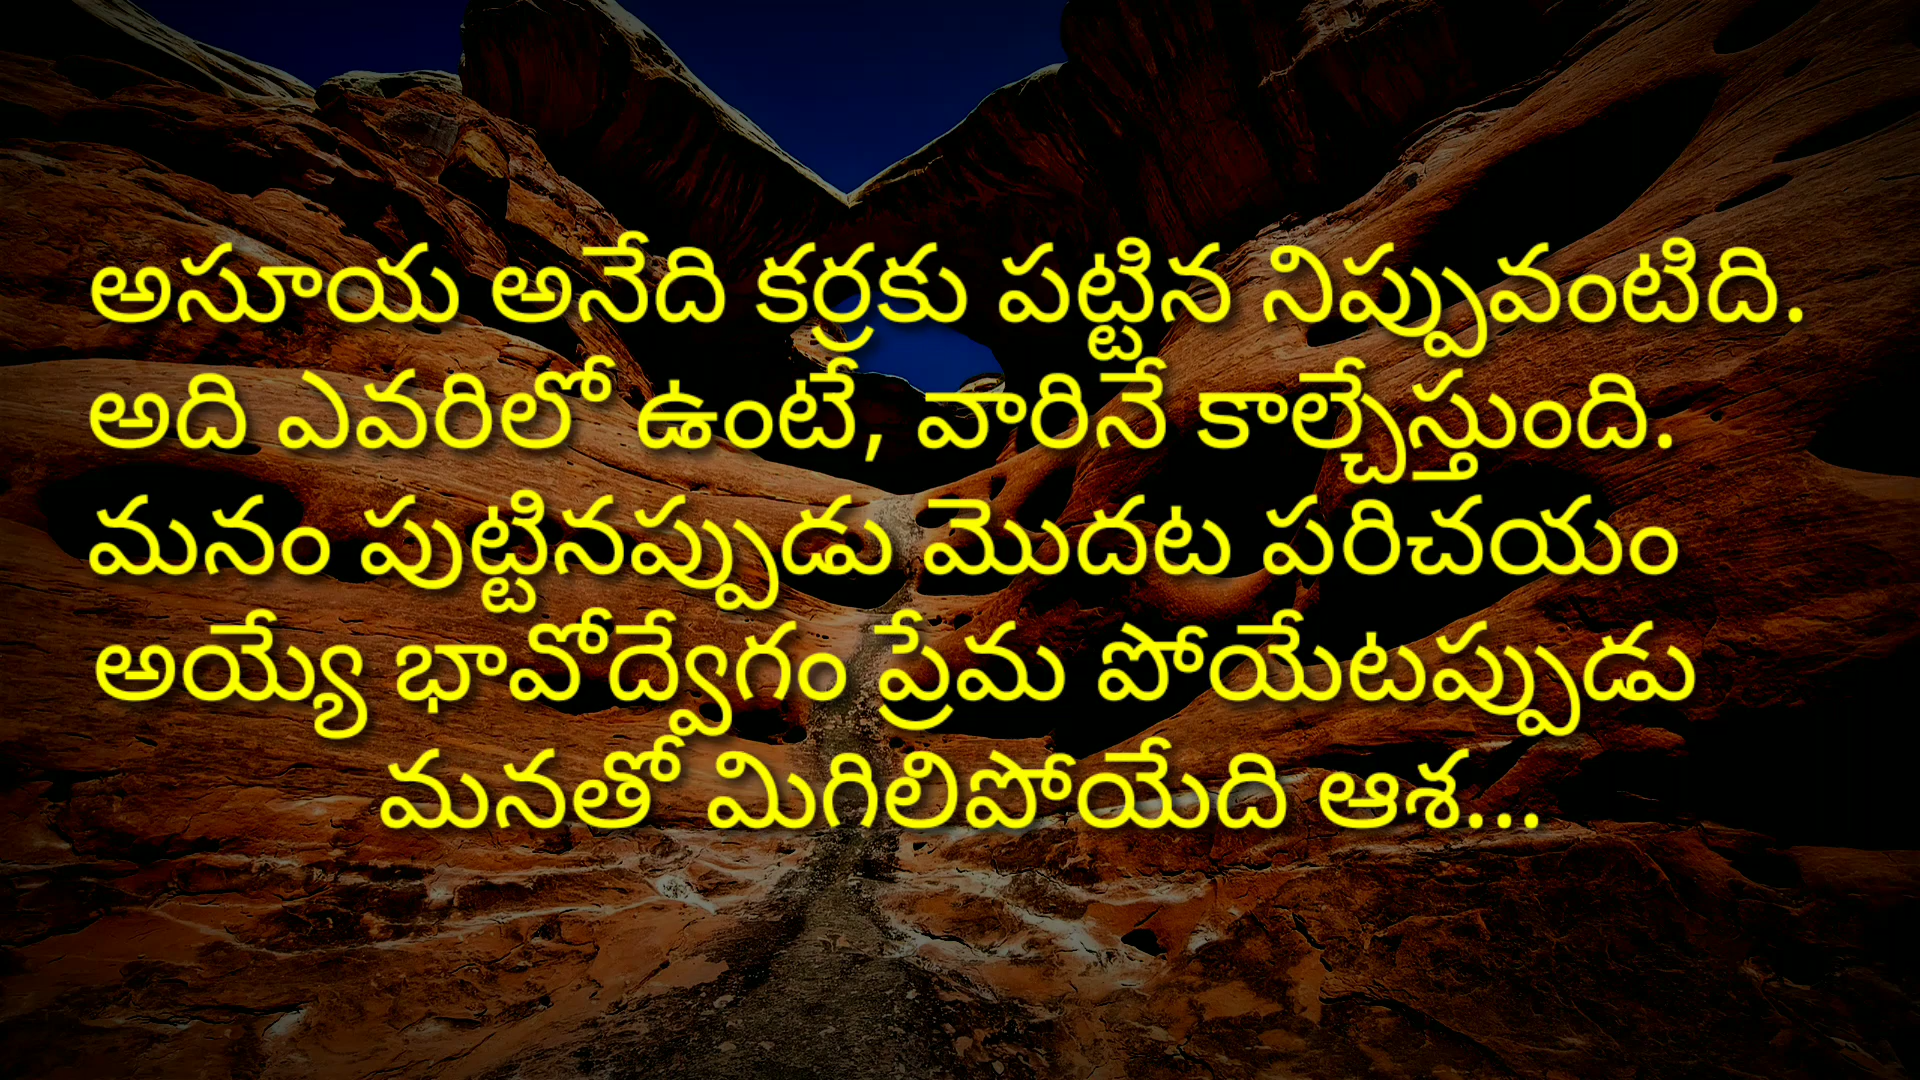 అసూయ అనేది కర్రకు పట్టిన నిప్పువంటిది.
అది ఎవరిలో ఉంటే, వారినే కాల్చేస్తుంది.
మనం పుట్టినప్పుడు మొదట పరిచయం
అయ్యే భావోద్వేగం ప్రేమ పోయేటప్పుడు
మనతో మిగిలిపోయేది ఆశ...